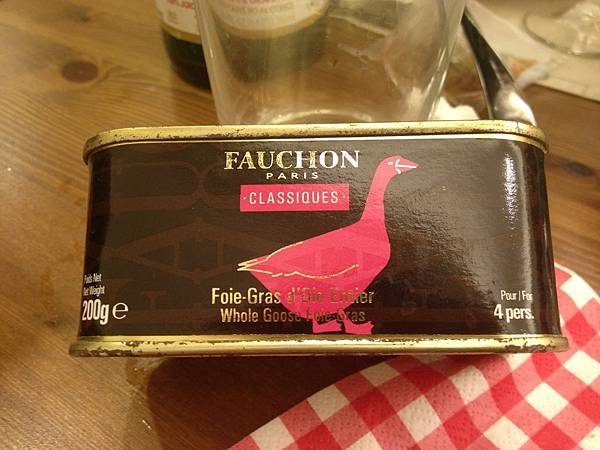 FAUCHON
PARIS
·CLASSIQUES·
Poids Net
Net Weight
200g e
Foie-Gras d'Oie Entier
Whole Goose Foie-Gras
Pour / For
4 pers.